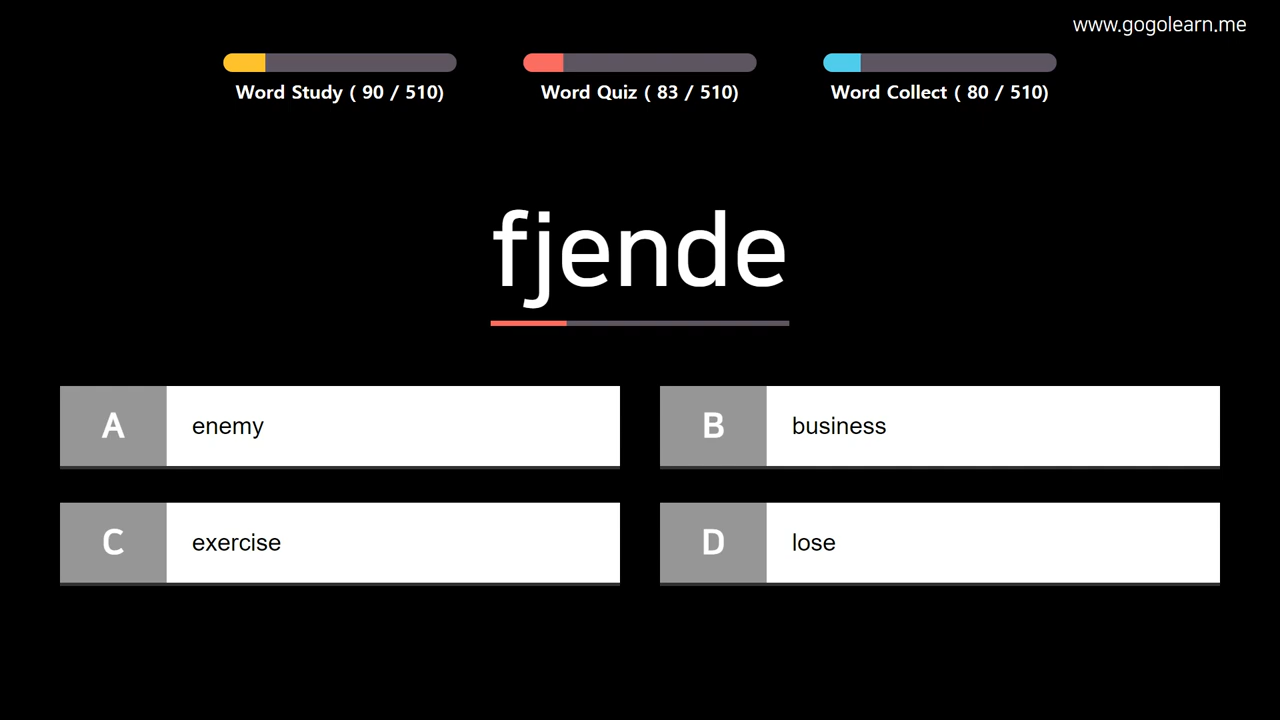 www.gogolearn.me
Word Study ( 90 / 510)
Word Quiz ( 83 / 510)
Word Collect ( 80 / 510)
fjende
A enemy
B business
C exercise
D lose